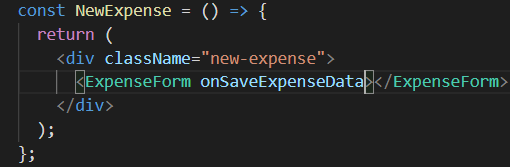 const NewExpense = () => {
  return (
    <div className="new-expense">
      <ExpenseForm onSaveExpenseData></ExpenseForm>
    </div>
  );
};